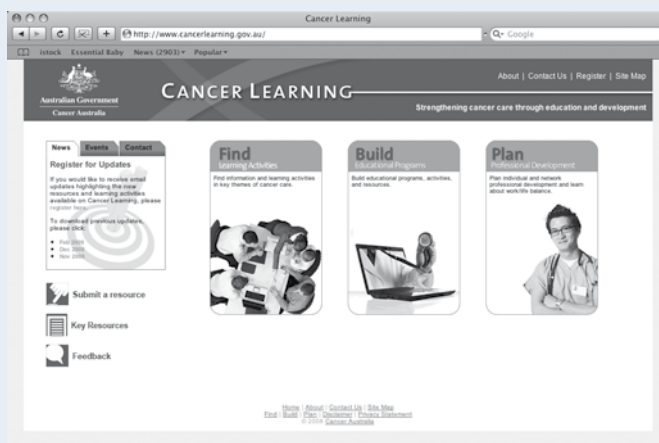 Cancer Learning
http://www.cancerlearning.gov.au/
Google
istock Essential Baby News (2903) Popular
Australian Government
Cancer Australia
CANCER LEARNING
About | Contact Us | Register | Site Map
Strengthening cancer care through education and development
News Events Contact
Register for Updates
If you would like to receive email
updates highlighting the new
resources and learning activities
available on Cancer Learning, please
register here.
To download previous updates,
please click:
Feb 2009
Dec 2008
Nov 2008
Submit a resource
Key Resources
Feedback
Find
Learning Activities
Find information and learning activities
in key themes of cancer care.
Build
Educational Programs
Build educational programs, activities,
and resources.
Plan
Professional Development
Plan individual and network
professional development and learn
about work/life balance.
Home | About | Contact Us | Site Map
Find | Build | Plan | Disclaimer | Privacy Statement
© 2008 Cancer Australia